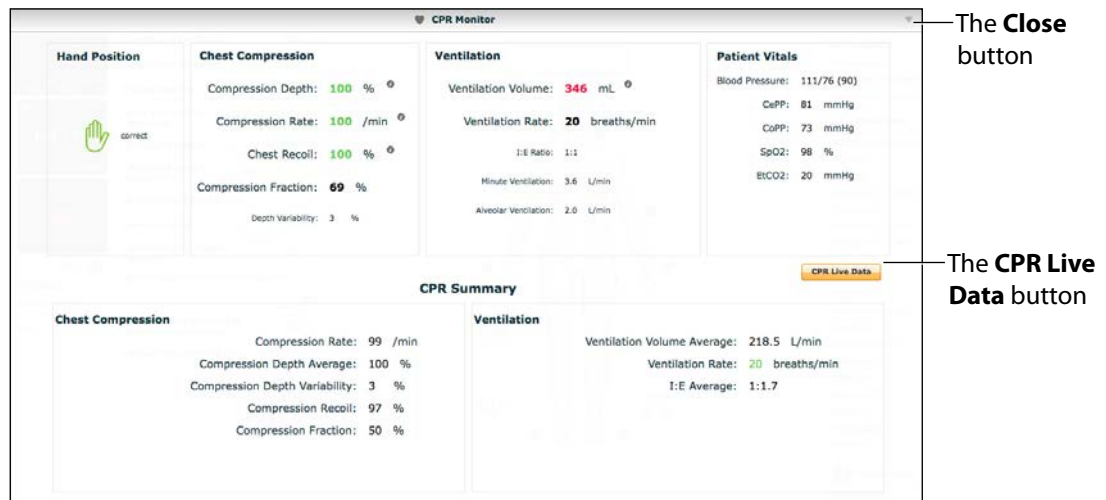 CPR Monitor
The Close
button
Hand Position
correct
Chest Compression
Compression Depth: 100 %
Compression Rate: 100 /min
Chest Recoil: 100 %
Compression Fraction: 69 %
Depth Variability: 3 %
Ventilation
Ventilation Volume: 346 mL
Ventilation Rate: 20 breaths/min
I:E Ratio: 1:1
Minute Ventilation: 3.6 L/min
Alveolar Ventilation: 2.0 L/min
Patient Vitals
Blood Pressure: 111/76 (90)
CePP: 81 mmHg
CoPP: 73 mmHg
SpO2: 98 %
EtCO2: 20 mmHg
CPR Live Data
The CPR Live
Data button
CPR Summary
Chest Compression
Compression Rate: 99 /min
Compression Depth Average: 100 %
Compression Depth Variability: 3 %
Compression Recoil: 97 %
Compression Fraction: 50 %
Ventilation
Ventilation Volume Average: 218.5 L/min
Ventilation Rate: 20 breaths/min
I:E Average: 1:1.7